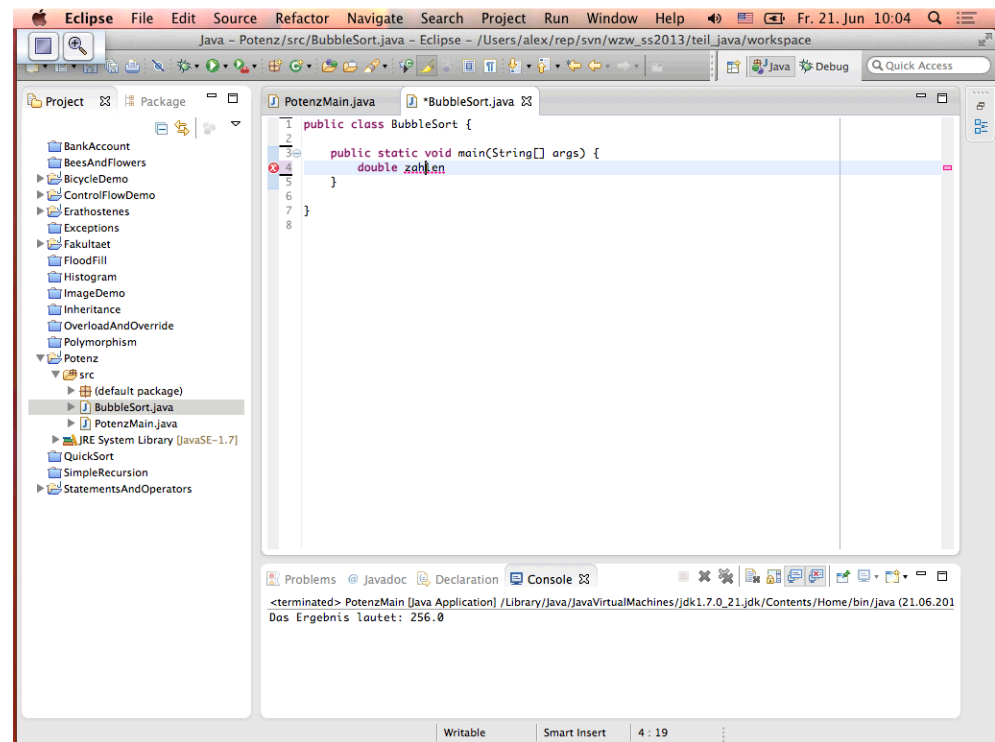 Eclipse File Edit Source Refactor Navigate Search Project Run Window Help Fr. 21. Jun 10:04
Java – Potenz/src/BubbleSort.java – Eclipse – /Users/alex/rep/svn/wzw_ss2013/teil_java/workspace
Java Debug Quick Access
Project Package
BankAccount
BeesAndFlowers
BicycleDemo
ControlFlowDemo
Erathostenes
Exceptions
Fakultaet
FloodFill
Histogram
ImageDemo
Inheritance
OverloadAndOverride
Polymorphism
Potenz
src
(default package)
BubbleSort.java
PotenzMain.java
JRE System Library [JavaSE-1.7]
QuickSort
SimpleRecursion
StatementsAndOperators
PotenzMain.java *BubbleSort.java
1 public class BubbleSort {
2
3 public static void main(String[] args) {
4 double zahlen
5 }
6
7 }
8
Problems @ Javadoc Declaration Console
<terminated> PotenzMain [Java Application] /Library/Java/JavaVirtualMachines/jdk1.7.0_21.jdk/Contents/Home/bin/java (21.06.201
Das Ergebnis lautet: 256.0
Writable Smart Insert 4 : 19